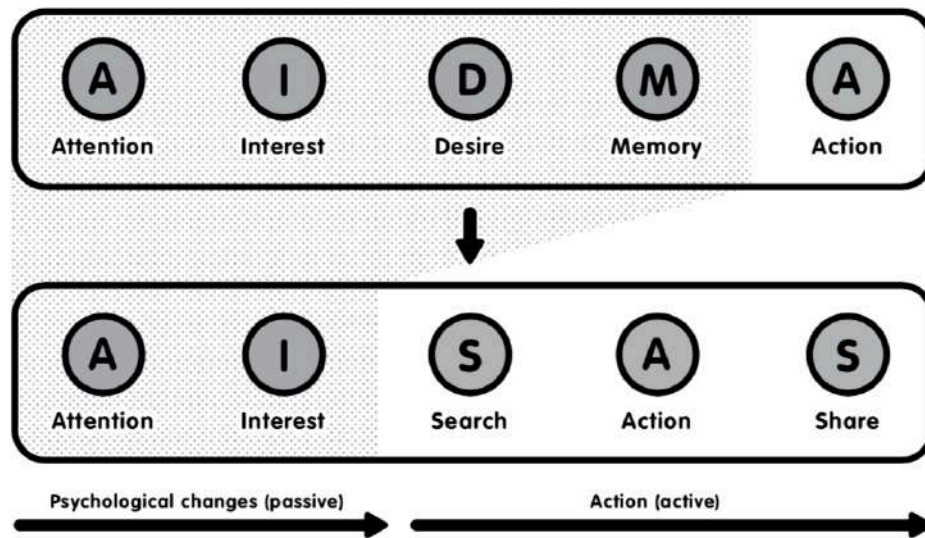 A I D M A
Attention Interest Desire Memory Action
A I S A S
Attention Interest Search Action Share
Psychological changes (passive) Action (active)